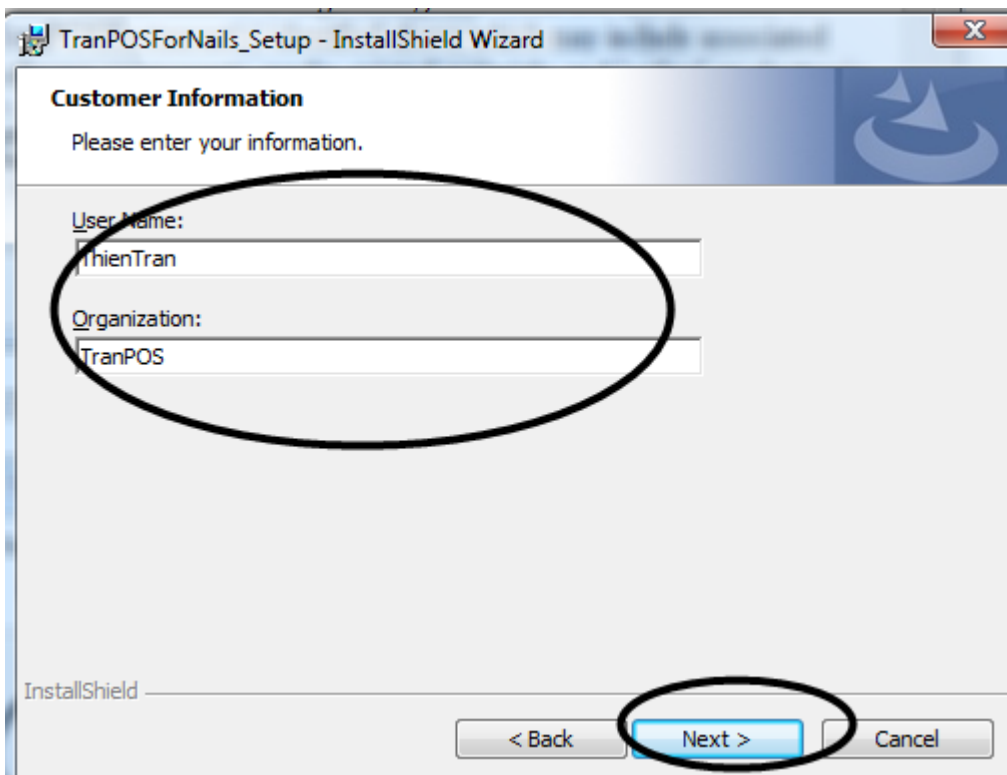 TranPOSForNails_Setup - InstallShield Wizard
Customer Information
Please enter your information.
User Name:
ThienTran
Organization:
TranPOS
InstallShield
< Back Next > Cancel